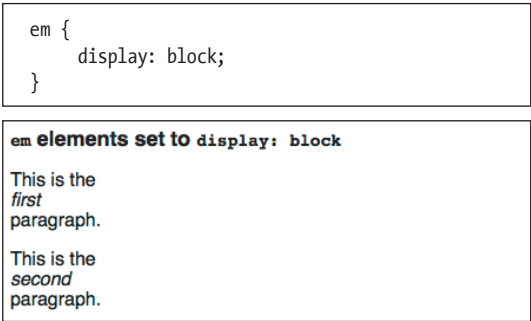 em {
display: block;
}
em elements set to display: block
This is the
first
paragraph.
This is the
second
paragraph.